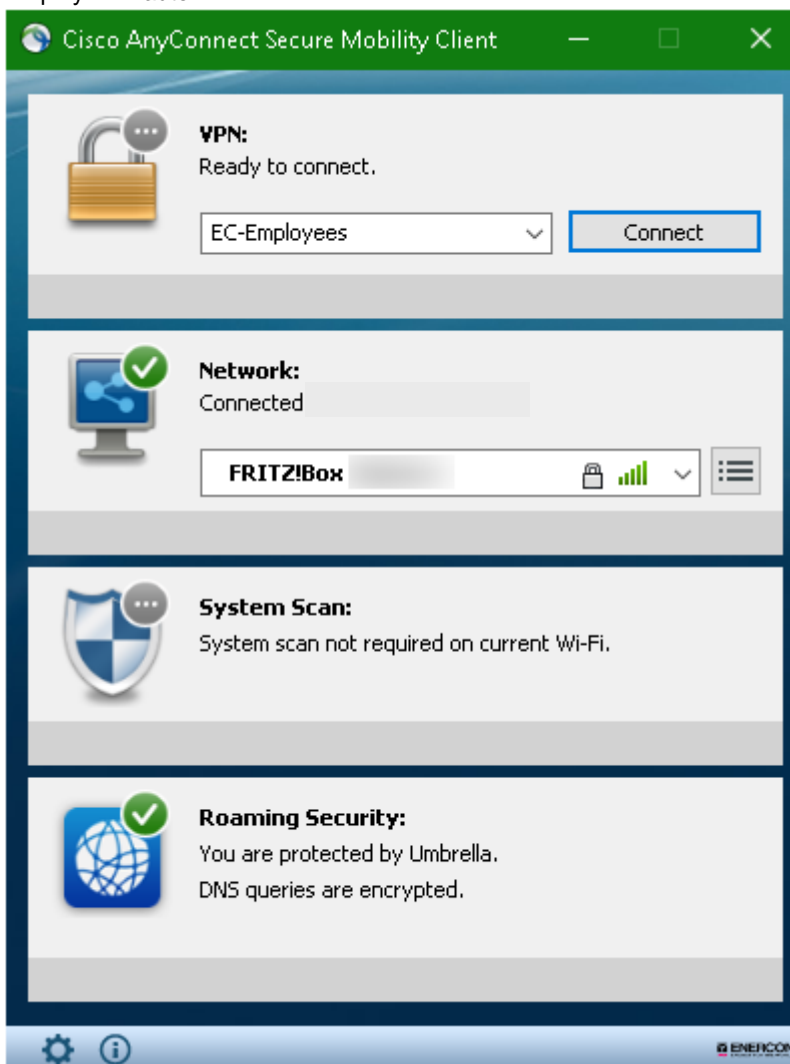 Cisco AnyConnect Secure Mobility Client
VPN:
Ready to connect.
EC-Employees
Connect
Network:
Connected
FRITZ!Box
System Scan:
System scan not required on current Wi-Fi.
Roaming Security:
You are protected by Umbrella.
DNS queries are encrypted.
ENERCON